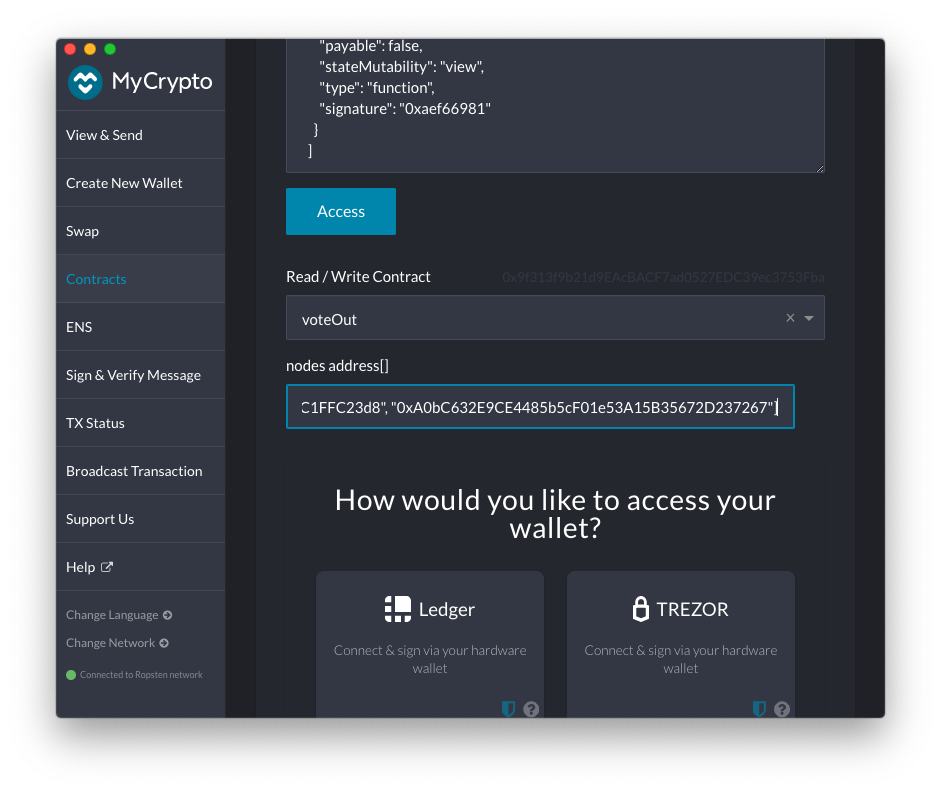 MyCrypto
View & Send
Create New Wallet
Swap
Contracts
ENS
Sign & Verify Message
TX Status
Broadcast Transaction
Support Us
Help
Change Language
Change Network
Connected to Ropsten network
"payable": false,
"stateMutability": "view",
"type": "function",
"signature": "0xaef66981"
}
]
Access
Read / Write Contract 0x9f313f9b21d9EAcBACF7ad0527EDC39ec3753Fba
voteOut
nodes address[]
C1FFC23d8", "0xA0bC632E9CE4485b5cF01e53A15B35672D237267"]
How would you like to access your
wallet?
Ledger
Connect & sign via your hardware
wallet
TREZOR
Connect & sign via your hardware
wallet